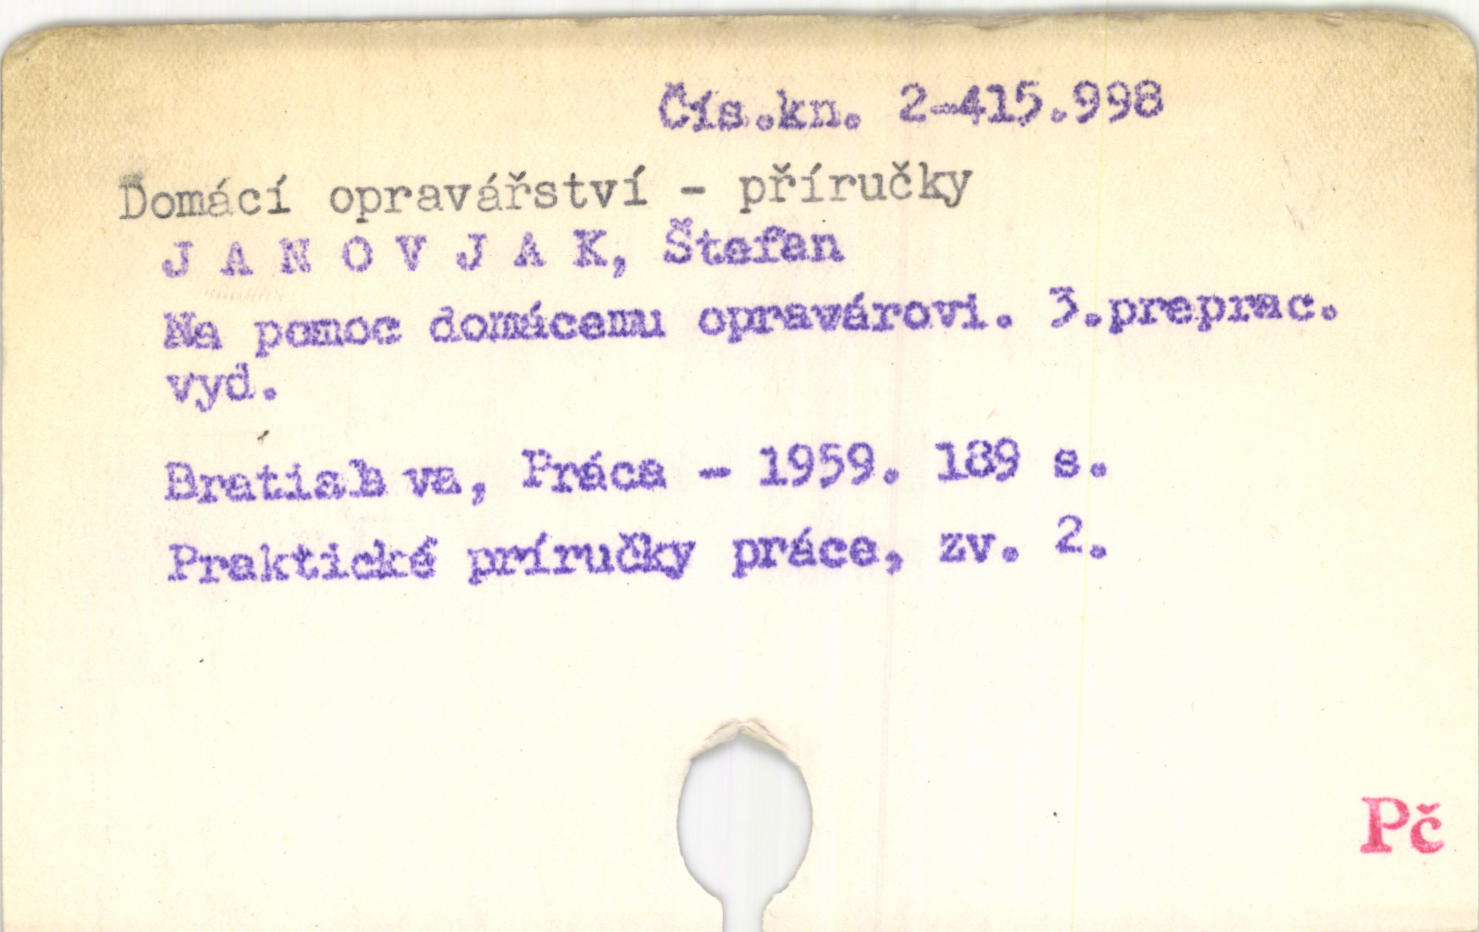 Čís.kn. 2-415.998
Domácí opravářství - příručky
J A N O V J A K, Štefan
Na pomoc domácemu opravárovi. 3.preprac.
vyd.
Bratislava, Práca - 1959. 189 s.
Praktické príručky práce, zv. 2.
Pč